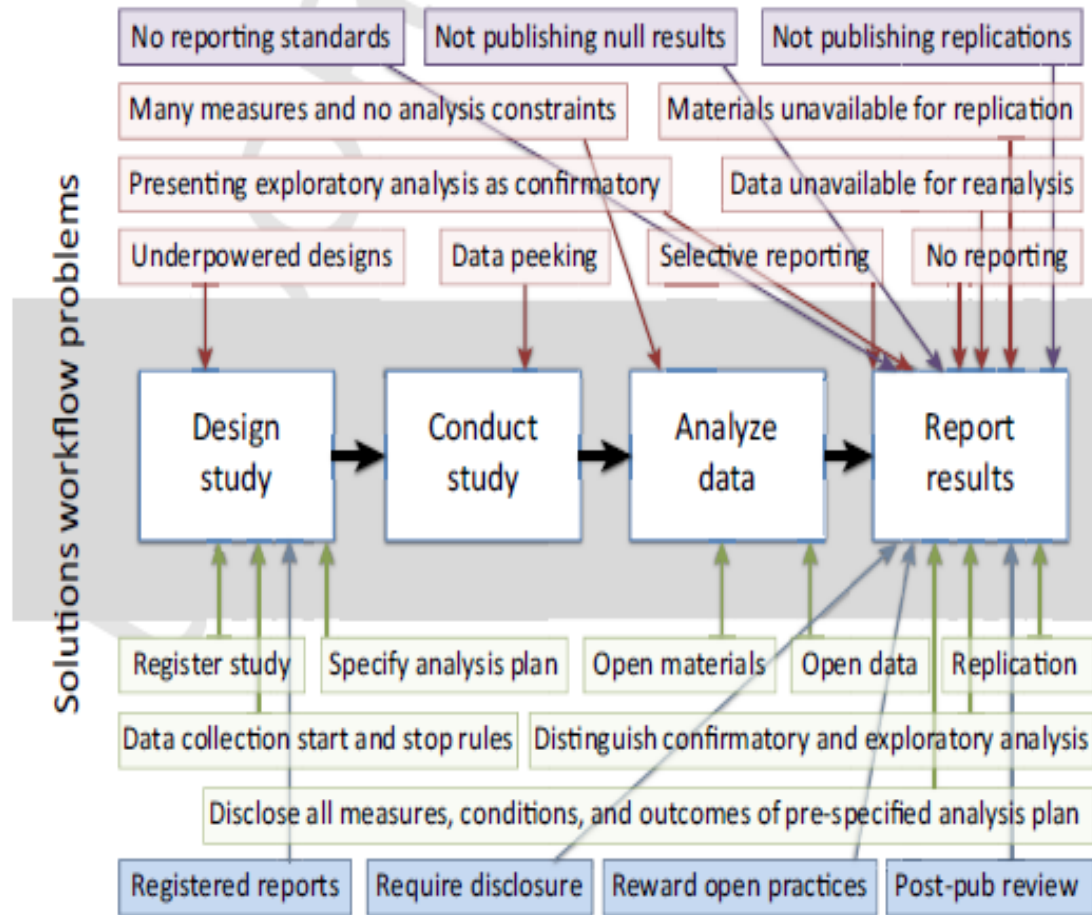 No reporting standards
Not publishing null results
Not publishing replications
Many measures and no analysis constraints
Materials unavailable for replication
Presenting exploratory analysis as confirmatory
Data unavailable for reanalysis
Underpowered designs
Data peeking
Selective reporting
No reporting
Solutions workflow problems
Design
study
Conduct
study
Analyze
data
Report
results
Register study
Specify analysis plan
Open materials
Open data
Replication
Data collection start and stop rules
Distinguish confirmatory and exploratory analysis
Disclose all measures, conditions, and outcomes of pre-specified analysis plan
Registered reports
Require disclosure
Reward open practices
Post-pub review